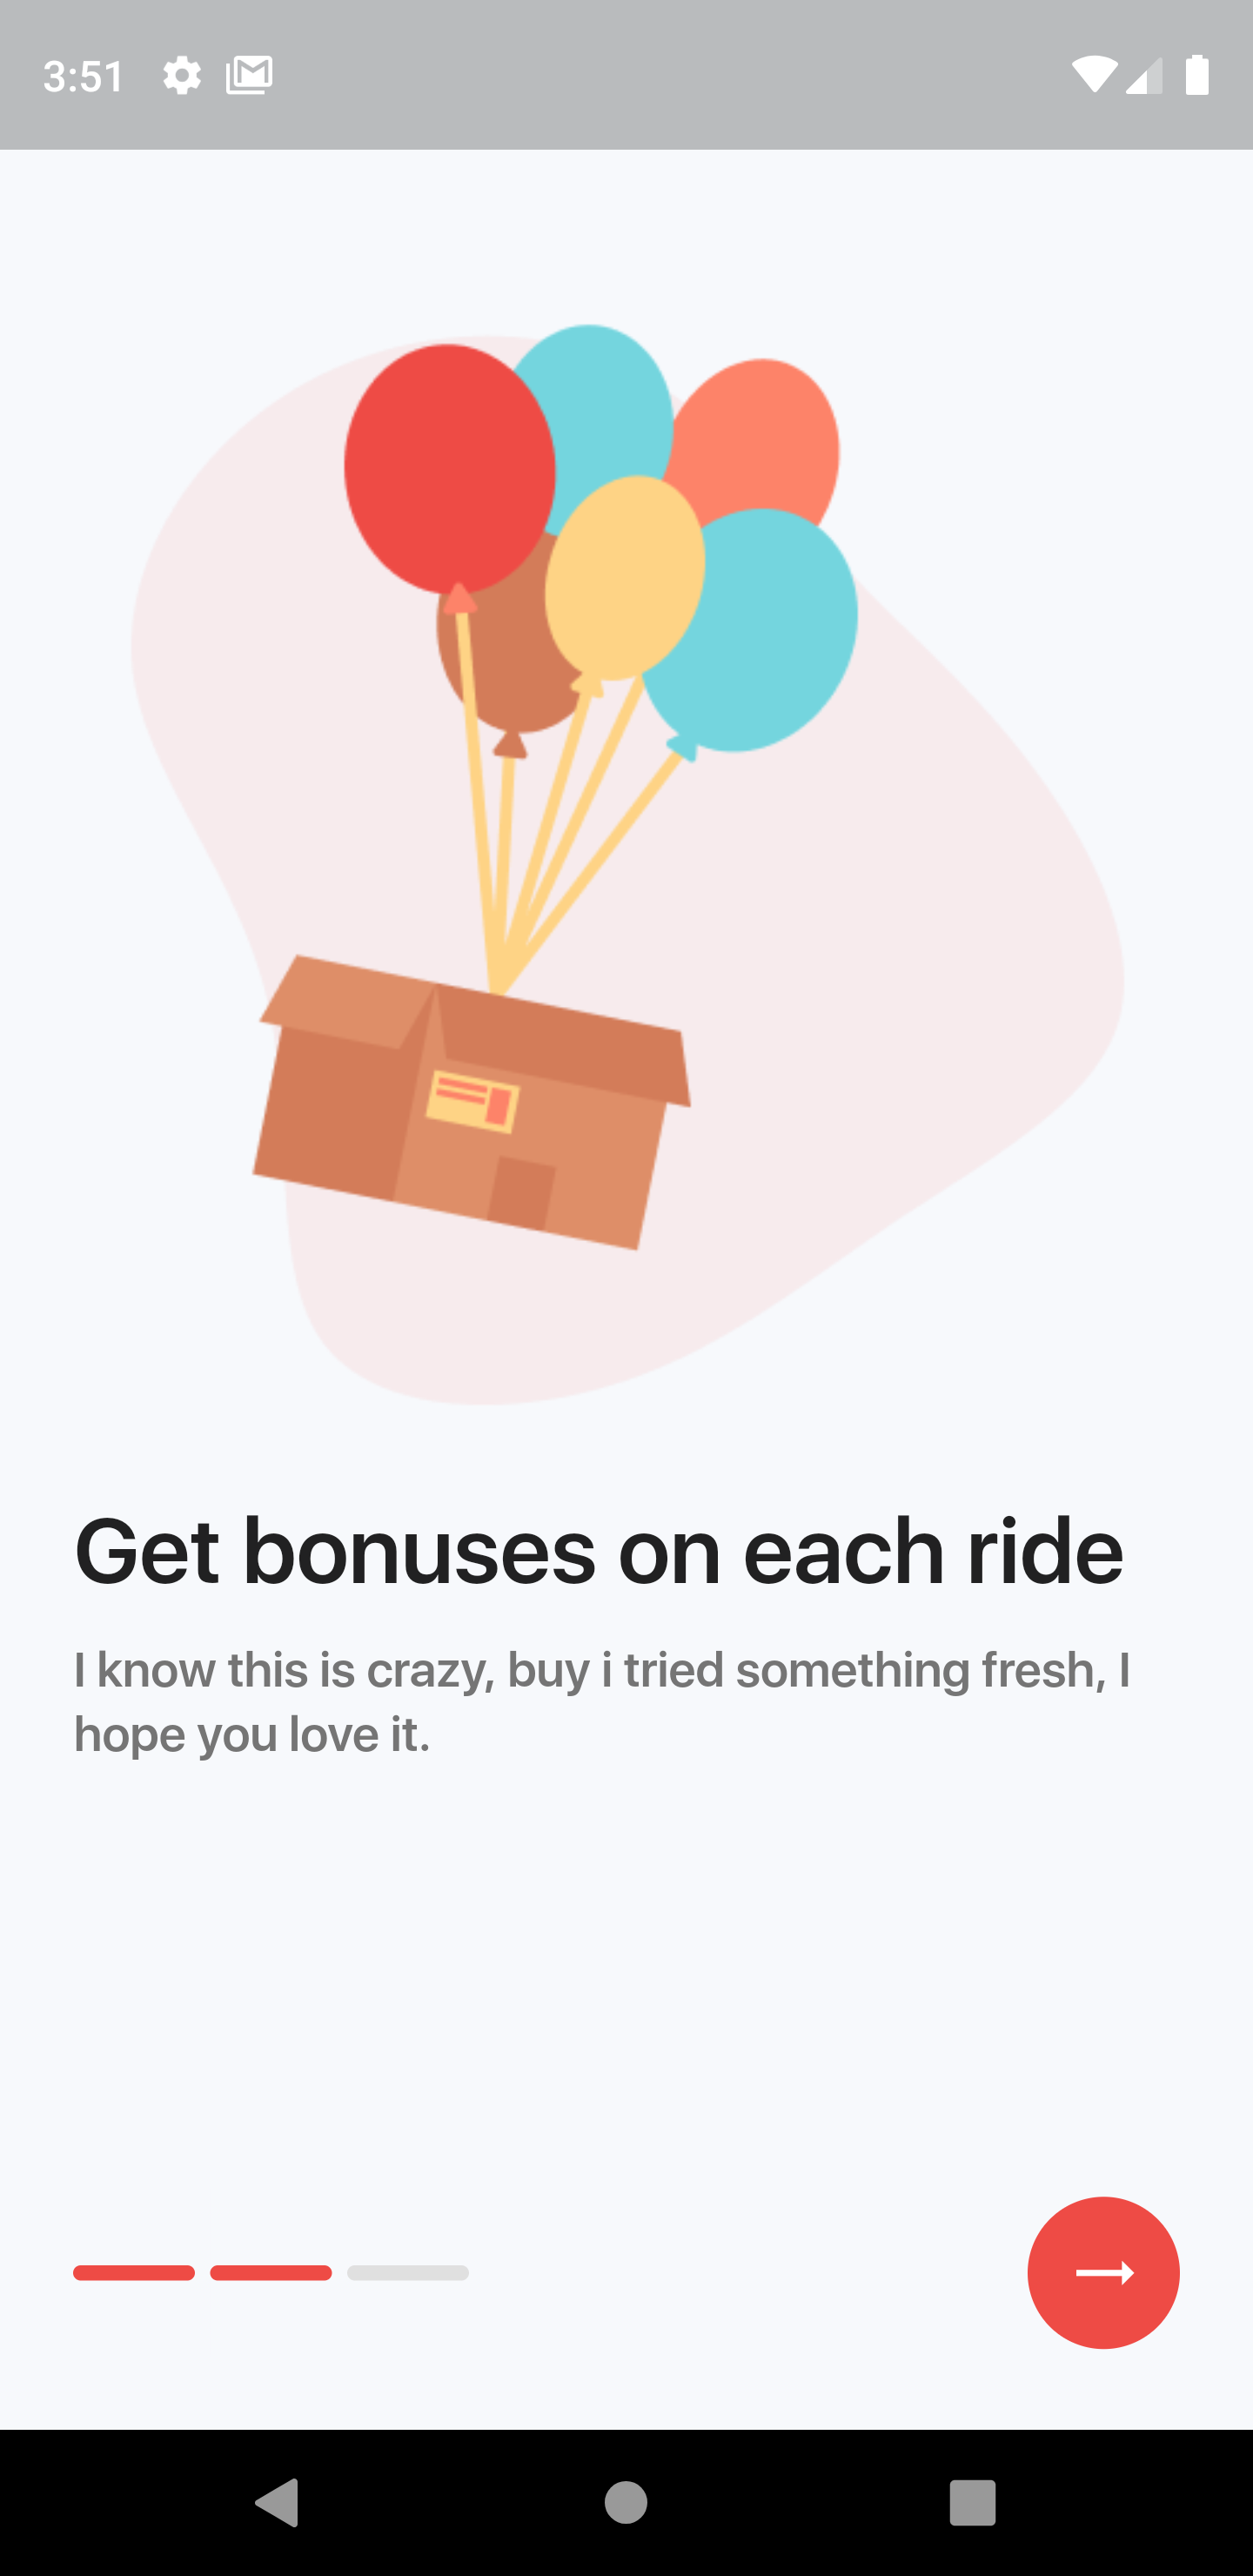 3:51
Get bonuses on each ride
I know this is crazy, buy i tried something fresh, I
hope you love it.